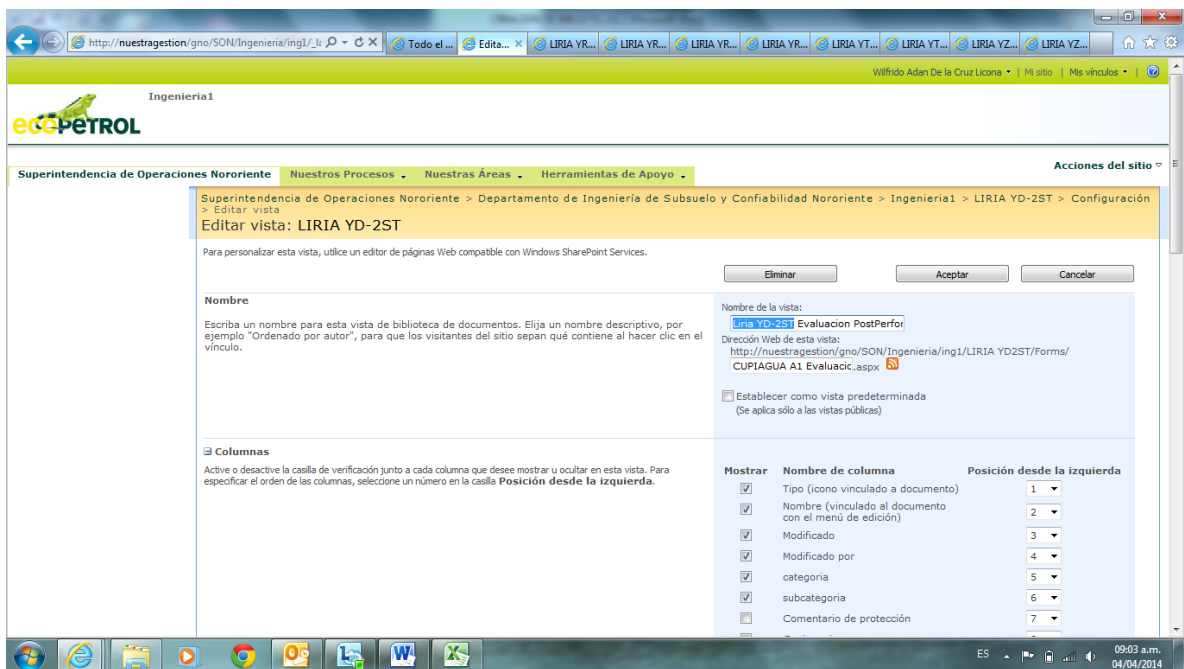 http://nuestragestion/gno/SON/Ingenieria/ing1/_la
Todo el ...
Edita...
LIRIA YR...
LIRIA YR...
LIRIA YR...
LIRIA YR...
LIRIA YT...
LIRIA YT...
LIRIA YZ...
LIRIA YZ...
Wilfrido Adan De la Cruz Licona | Mi sitio | Mis vínculos |
Ingenieria1
ecopetrol
Acciones del sitio
Superintendencia de Operaciones Nororiente Nuestros Procesos Nuestras Áreas Herramientas de Apoyo
Superintendencia de Operaciones Nororiente > Departamento de Ingeniería de Subsuelo y Confiabilidad Nororiente > Ingenieria1 > LIRIA YD-2ST > Configuración
> Editar vista
Editar vista: LIRIA YD-2ST
Para personalizar esta vista, utilice un editor de páginas Web compatible con Windows SharePoint Services.
Eliminar Aceptar Cancelar
Nombre
Escriba un nombre para esta vista de biblioteca de documentos. Elija un nombre descriptivo, por
ejemplo "Ordenado por autor", para que los visitantes del sitio sepan qué contiene al hacer clic en el
vínculo.
Nombre de la vista:
Liria YD-2ST Evaluacion PostPerfor
Dirección Web de esta vista:
http://nuestragestion/gno/SON/Ingenieria/ing1/LIRIA YD2ST/Forms/
CUPIAGUA A1 Evaluacic .aspx
Establecer como vista predeterminada
(Se aplica sólo a las vistas públicas)
Columnas
Active o desactive la casilla de verificación junto a cada columna que desee mostrar u ocultar en esta vista. Para
especificar el orden de las columnas, seleccione un número en la casilla Posición desde la izquierda.
Mostrar Nombre de columna Posición desde la izquierda
Tipo (icono vinculado a documento) 1
Nombre (vinculado al documento
con el menú de edición) 2
Modificado 3
Modificado por 4
categoria 5
subcategoria 6
Comentario de protección 7
ES
09:03 a.m.
04/04/2014